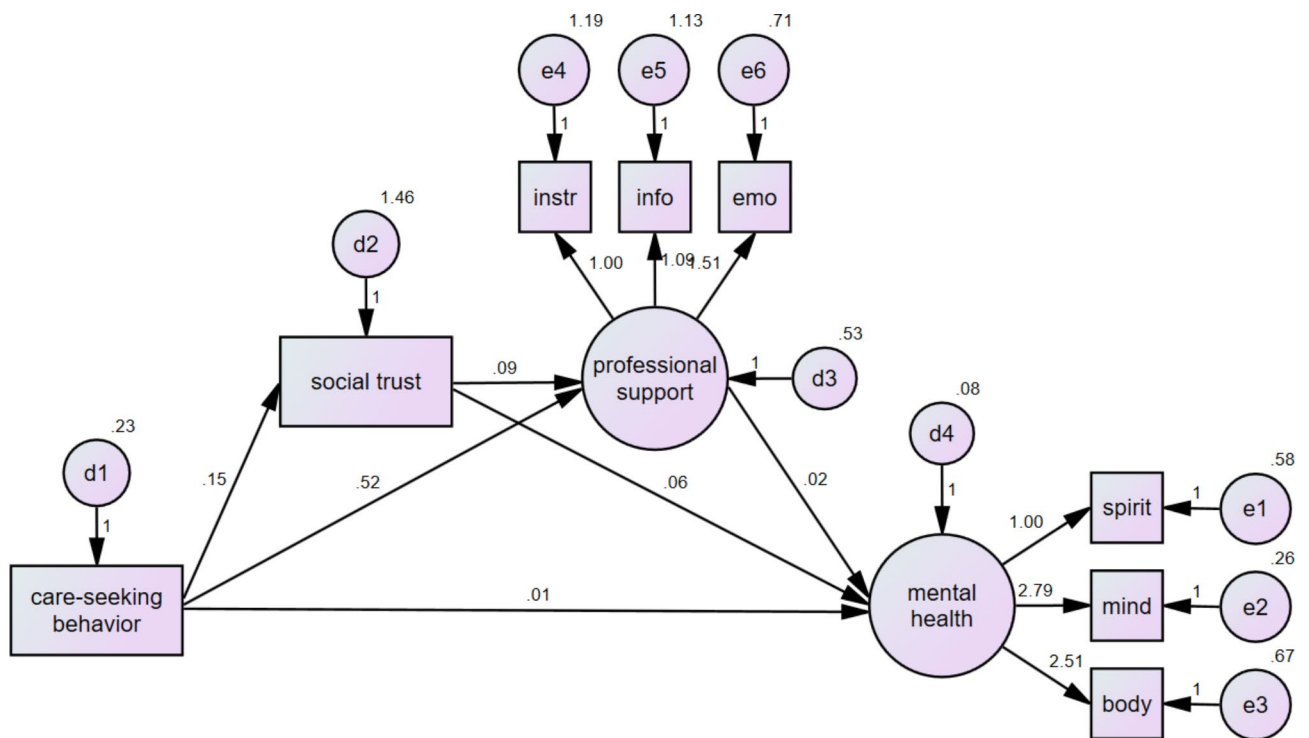 1.19
1.13
.71
e4
e5
e6
1
1
1
instr
info
emo
1.46
d2
1
1.00
1.09
1.51
social trust
.09
professional
support
1
.53
d3
.23
d1
1
.15
.52
.06
.02
.08
d4
1
care-seeking
behavior
.01
mental
health
1.00
2.79
2.51
spirit
1
.58
e1
mind
1
.26
e2
body
1
.67
e3